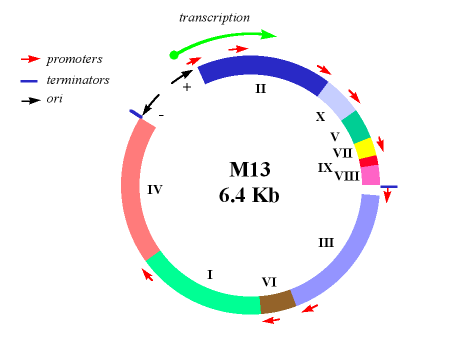 transcription
promoters
terminators
ori
+
-
II
X
V
VII
IX
VIII
M13
6.4 Kb
IV
III
I
VI